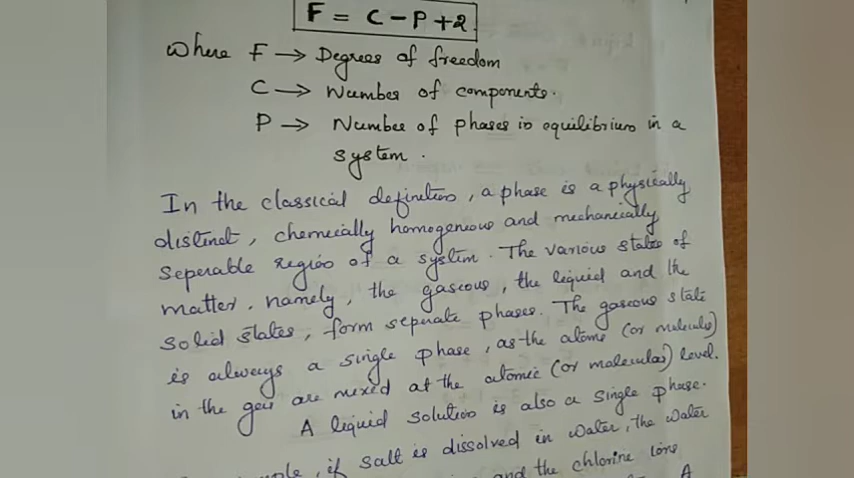 F = C - P + 2
where F → Degrees of freedom
C → Number of components.
P → Number of phases in equilibrium in a
system.
In the classical definition, a phase is a physically
distinct, chemically homogenious and mechanically
seperable region of a system. The various states of
matter, namely, the gaseous, the liquid and the
solid states, form seperate phases. The gaseous state
is always a single phase, as the atoms (or molecules)
in the gas are mixed at the atomic (or molecular) level.
A liquid solution is also a single phase.
, if salt is dissolved in water, the water
and the chlorine ions
A